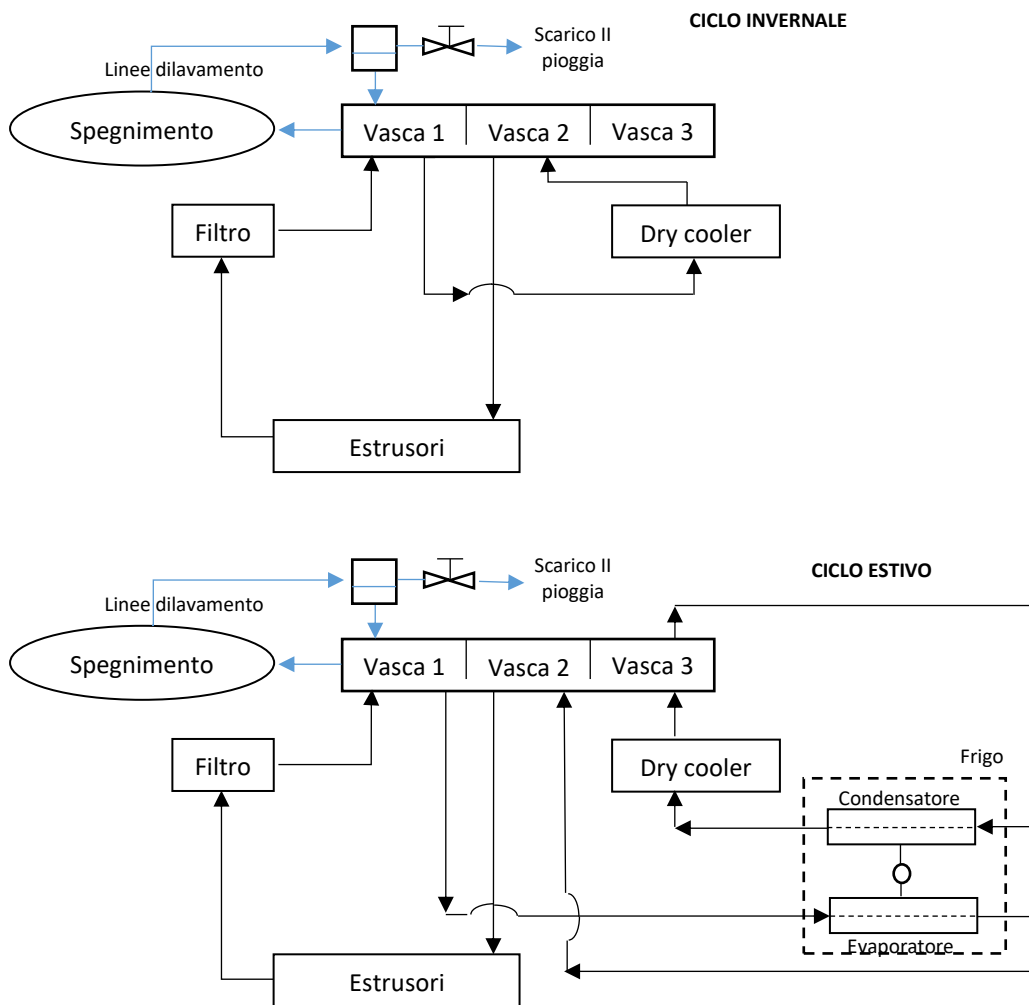 CICLO INVERNALE
Scarico II
pioggia
Linee dilavamento
Spegnimento
Vasca 1
Vasca 2
Vasca 3
Filtro
Dry cooler
Estrusori
CICLO ESTIVO
Scarico II
pioggia
Linee dilavamento
Spegnimento
Vasca 1
Vasca 2
Vasca 3
Filtro
Dry cooler
Frigo
Condensatore
Evaporatore
Estrusori